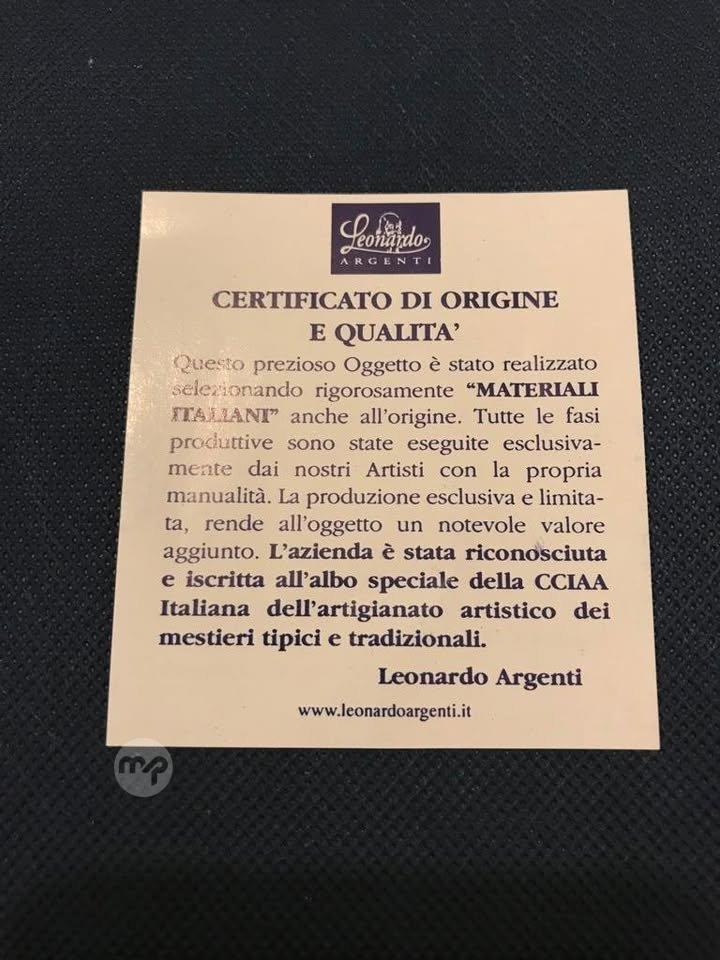 Leonardo
ARGENTI
CERTIFICATO DI ORIGINE
E QUALITA'
Questo prezioso Oggetto è stato realizzato
selezionando rigorosamente "MATERIALI
ITALIANI" anche all'origine. Tutte le fasi
produttive sono state eseguite esclusiva-
mente dai nostri Artisti con la propria
manualità. La produzione esclusiva e limita-
ta, rende all'oggetto un notevole valore
aggiunto. L'azienda è stata riconosciuta
e iscritta all'albo speciale della CCIAA
Italiana dell'artigianato artistico dei
mestieri tipici e tradizionali.
Leonardo Argenti
www.leonardoargenti.it
mp